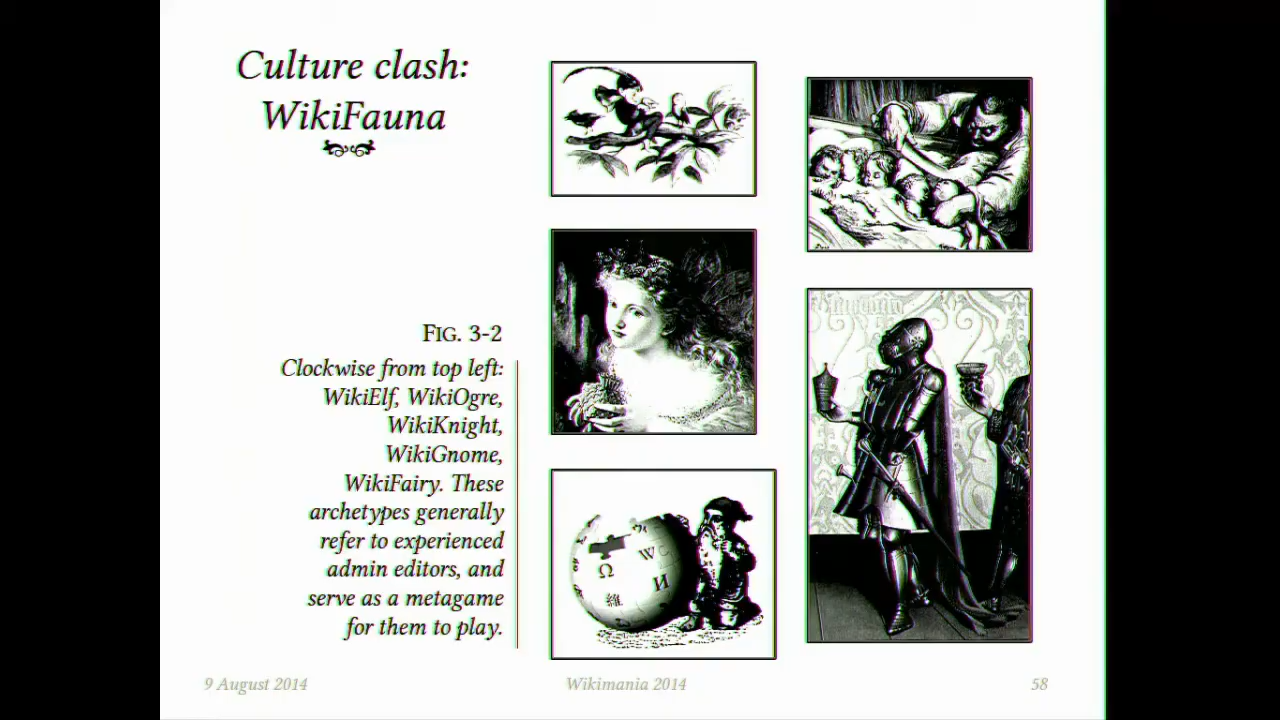 Culture clash:
WikiFauna
FIG. 3-2
Clockwise from top left:
WikiElf, WikiOgre,
WikiKnight,
WikiGnome,
WikiFairy. These
archetypes generally
refer to experienced
admin editors, and
serve as a metagame
for them to play.
Ω
W
И
維
9 August 2014
Wikimania 2014
58